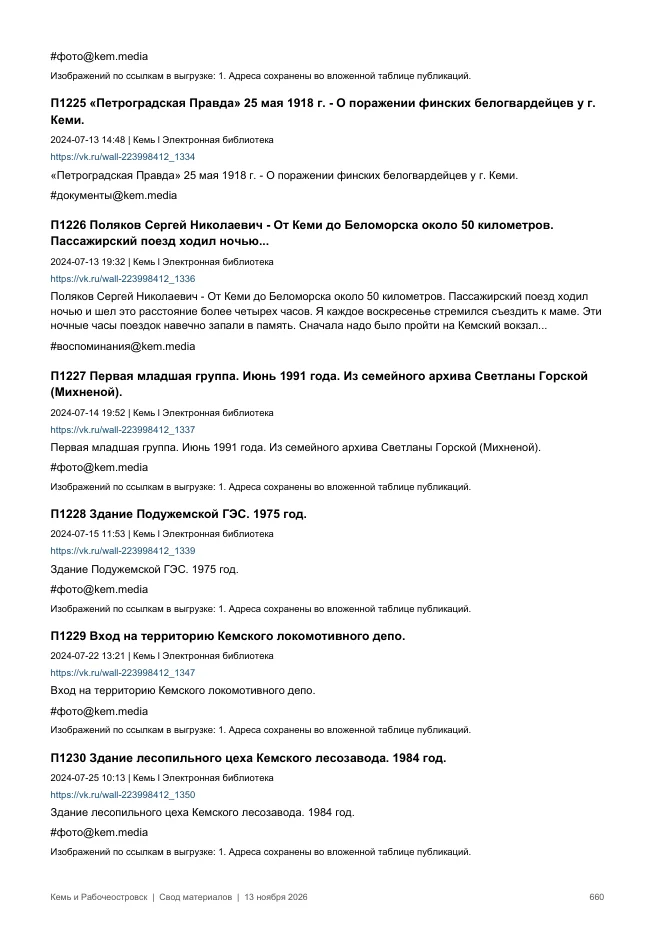 #фото@kem.media
Изображений по ссылкам в выгрузке: 1. Адреса сохранены во вложенной таблице публикаций.
П1225 «Петроградская Правда» 25 мая 1918 г. - О поражении финских белогвардейцев у г.
Кеми.
2024-07-13 14:48 | Кемь I Электронная библиотека
https://vk.ru/wall-223998412_1334
«Петроградская Правда» 25 мая 1918 г. - О поражении финских белогвардейцев у г. Кеми.
#документы@kem.media
П1226 Поляков Сергей Николаевич - От Кеми до Беломорска около 50 километров.
Пассажирский поезд ходил ночью...
2024-07-13 19:32 | Кемь I Электронная библиотека
https://vk.ru/wall-223998412_1336
Поляков Сергей Николаевич - От Кеми до Беломорска около 50 километров. Пассажирский поезд ходил
ночью и шел это расстояние более четырех часов. Я каждое воскресенье стремился съездить к маме. Эти
ночные часы поездок навечно запали в память. Сначала надо было пройти на Кемский вокзал...
#воспоминания@kem.media
П1227 Первая младшая группа. Июнь 1991 года. Из семейного архива Светланы Горской
(Михненой).
2024-07-14 19:52 | Кемь I Электронная библиотека
https://vk.ru/wall-223998412_1337
Первая младшая группа. Июнь 1991 года. Из семейного архива Светланы Горской (Михненой).
#фото@kem.media
Изображений по ссылкам в выгрузке: 1. Адреса сохранены во вложенной таблице публикаций.
П1228 Здание Подужемской ГЭС. 1975 год.
2024-07-15 11:53 | Кемь I Электронная библиотека
https://vk.ru/wall-223998412_1339
Здание Подужемской ГЭС. 1975 год.
#фото@kem.media
Изображений по ссылкам в выгрузке: 1. Адреса сохранены во вложенной таблице публикаций.
П1229 Вход на территорию Кемского локомотивного депо.
2024-07-22 13:21 | Кемь I Электронная библиотека
https://vk.ru/wall-223998412_1347
Вход на территорию Кемского локомотивного депо.
#фото@kem.media
Изображений по ссылкам в выгрузке: 1. Адреса сохранены во вложенной таблице публикаций.
П1230 Здание лесопильного цеха Кемского лесозавода. 1984 год.
2024-07-25 10:13 | Кемь I Электронная библиотека
https://vk.ru/wall-223998412_1350
Здание лесопильного цеха Кемского лесозавода. 1984 год.
#фото@kem.media
Изображений по ссылкам в выгрузке: 1. Адреса сохранены во вложенной таблице публикаций.
Кемь и Рабочеостровск | Свод материалов | 13 ноября 2026 660